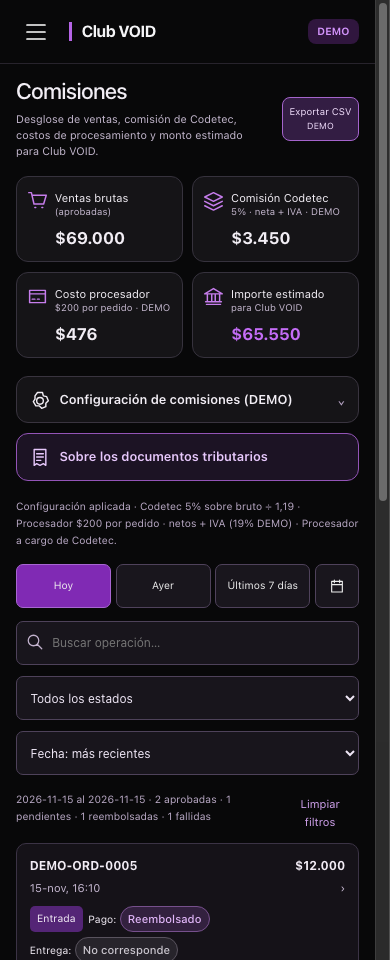 Club VOID
DEMO
Comisiones
Desglose de ventas, comisión de Codetec,
costos de procesamiento y monto estimado
para Club VOID.
Exportar CSV
DEMO
Ventas brutas
(aprobadas)
$69.000
Comisión Codetec
5% · neta + IVA · DEMO
$3.450
Costo procesador
$200 por pedido · DEMO
$476
Importe estimado
para Club VOID
$65.550
Configuración de comisiones (DEMO)
Sobre los documentos tributarios
Configuración aplicada · Codetec 5% sobre bruto ÷ 1,19 ·
Procesador $200 por pedido · netos + IVA (19% DEMO) · Procesador
a cargo de Codetec.
Hoy
Ayer
Últimos 7 días
Buscar operación...
Todos los estados
Fecha: más recientes
2026-11-15 al 2026-11-15 · 2 aprobadas · 1
pendientes · 1 reembolsadas · 1 fallidas
Limpiar
filtros
DEMO-ORD-0005
$12.000
15-nov, 16:10
Entrada Pago: Reembolsado
Entrega: No corresponde